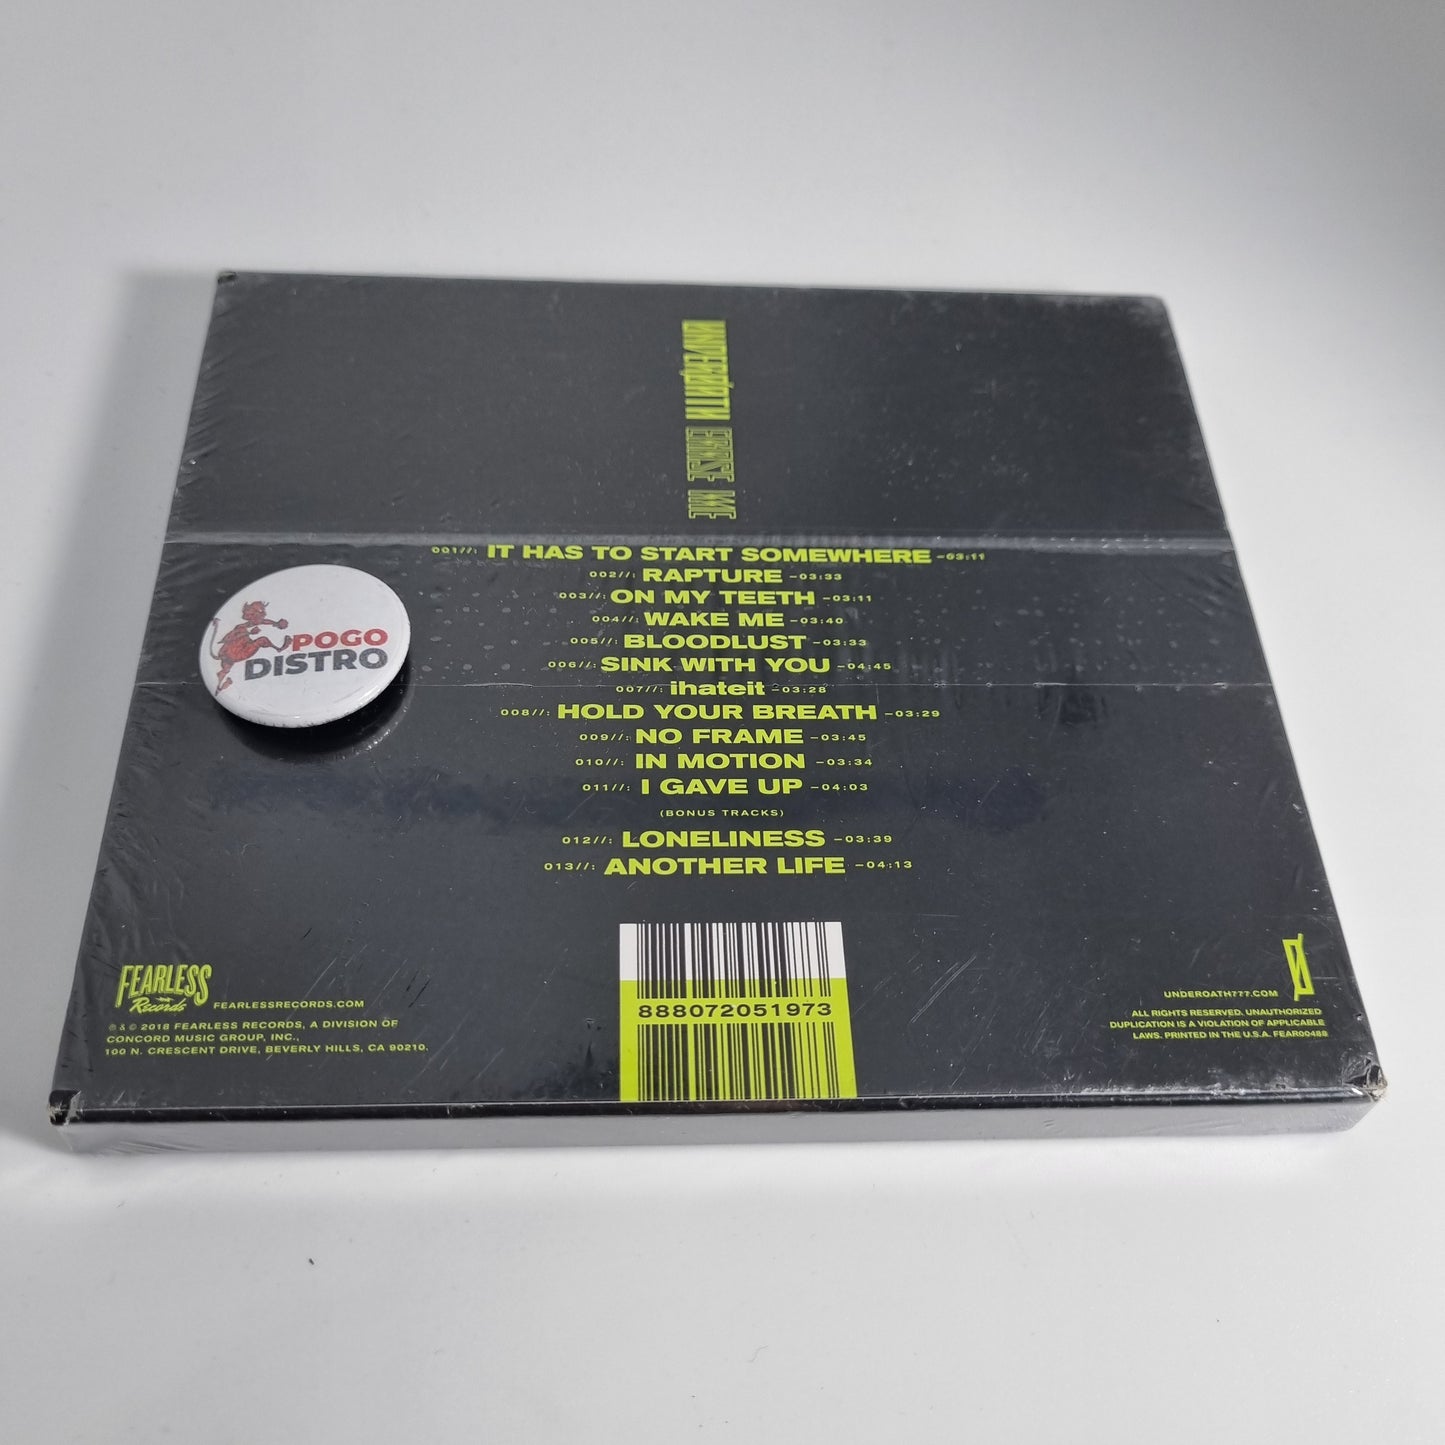 UNDEROATH ERASE ME
001//: IT HAS TO START SOMEWHERE –03:11
002//: RAPTURE –03:33
003//: ON MY TEETH –03:11
004//: WAKE ME –03:40
005//: BLOODLUST –03:33
006//: SINK WITH YOU –04:45
007//: ihateit –03:28
008//: HOLD YOUR BREATH –03:29
009//: NO FRAME –03:45
010//: IN MOTION –03:34
011//: I GAVE UP –04:03
(BONUS TRACKS)
012//: LONELINESS –03:39
013//: ANOTHER LIFE –04:13
POGO
DISTRO
FEARLESS
Records
FEARLESSRECORDS.COM
℗ & © 2018 FEARLESS RECORDS, A DIVISION OF
CONCORD MUSIC GROUP, INC.,
100 N. CRESCENT DRIVE, BEVERLY HILLS, CA 90210.
888072051973
UNDEROATH777.COM
ALL RIGHTS RESERVED. UNAUTHORIZED
DUPLICATION IS A VIOLATION OF APPLICABLE
LAWS. PRINTED IN THE U.S.A. FEAR00488